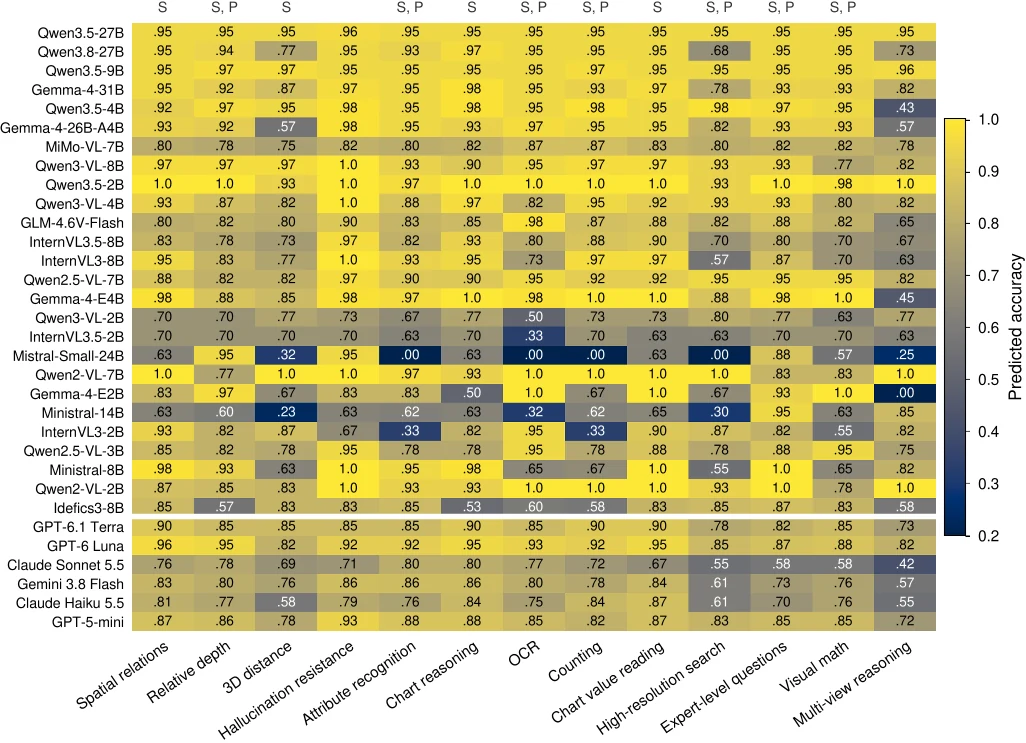 S S, P S S, P S S, P S, P S, P S, P S, P
Qwen3.5-27B .95 .95 .95 .96 .95 .95 .95 .95 .95 .95 .95 .95 .95
Qwen3.8-27B .95 .94 .77 .95 .93 .97 .95 .95 .95 .68 .95 .95 .73
Qwen3.5-9B .95 .97 .97 .95 .95 .95 .95 .97 .95 .95 .95 .95 .96
Gemma-4-31B .95 .92 .87 .97 .95 .98 .95 .93 .97 .78 .93 .93 .82
Qwen3.5-4B .92 .97 .95 .98 .95 .98 .95 .98 .95 .98 .97 .95 .43
Gemma-4-26B-A4B .93 .92 .57 .98 .95 .93 .97 .95 .95 .82 .93 .93 .57
MiMo-VL-7B .80 .78 .75 .82 .80 .82 .87 .87 .83 .80 .82 .82 .78
Qwen3-VL-8B .97 .97 .97 1.0 .93 .90 .95 .97 .97 .93 .93 .77 .82
Qwen3.5-2B 1.0 1.0 .93 1.0 .97 1.0 1.0 1.0 1.0 .93 1.0 .98 1.0
Qwen3-VL-4B .93 .87 .82 1.0 .88 .97 .82 .95 .92 .93 .93 .80 .82
GLM-4.6V-Flash .80 .82 .80 .90 .83 .85 .98 .87 .88 .82 .88 .82 .65
InternVL3.5-8B .83 .78 .73 .97 .82 .93 .80 .88 .90 .70 .80 .70 .67
InternVL3-8B .95 .83 .77 1.0 .93 .95 .73 .97 .97 .57 .87 .70 .63
Qwen2.5-VL-7B .88 .82 .82 .97 .90 .90 .95 .92 .92 .95 .95 .95 .82
Gemma-4-E4B .98 .88 .85 .98 .97 1.0 .98 1.0 1.0 .88 .98 1.0 .45
Qwen3-VL-2B .70 .70 .77 .73 .67 .77 .50 .73 .73 .80 .77 .63 .77
InternVL3.5-2B .70 .70 .70 .70 .63 .70 .33 .70 .63 .63 .70 .70 .63
Mistral-Small-24B .63 .95 .32 .95 .00 .63 .00 .00 .63 .00 .88 .57 .25
Qwen2-VL-7B 1.0 .77 1.0 1.0 .97 .93 1.0 1.0 1.0 1.0 .83 .83 1.0
Gemma-4-E2B .83 .97 .67 .83 .83 .50 1.0 .67 1.0 .67 .93 1.0 .00
Ministral-14B .63 .60 .23 .63 .62 .63 .32 .62 .65 .30 .95 .63 .85
InternVL3-2B .93 .82 .87 .67 .33 .82 .95 .33 .90 .87 .82 .55 .82
Qwen2.5-VL-3B .85 .82 .78 .95 .78 .78 .95 .78 .88 .78 .88 .95 .75
Ministral-8B .98 .93 .63 1.0 .95 .98 .65 .67 1.0 .55 1.0 .65 .82
Qwen2-VL-2B .87 .85 .83 1.0 .93 .93 1.0 1.0 1.0 .93 1.0 .78 1.0
Idefics3-8B .85 .57 .83 .83 .85 .53 .60 .58 .83 .85 .87 .83 .58
GPT-6.1 Terra .90 .85 .85 .85 .85 .90 .85 .90 .90 .78 .82 .85 .73
GPT-6 Luna .96 .95 .82 .92 .92 .95 .93 .92 .95 .85 .87 .88 .82
Claude Sonnet 5.5 .76 .78 .69 .71 .80 .80 .77 .72 .67 .55 .58 .58 .42
Gemini 3.8 Flash .83 .80 .76 .86 .86 .86 .80 .78 .84 .61 .73 .76 .57
Claude Haiku 5.5 .81 .77 .58 .79 .76 .84 .75 .84 .87 .61 .70 .76 .55
GPT-5-mini .87 .86 .78 .93 .88 .88 .85 .82 .87 .83 .85 .85 .72
Spatial relations
Relative depth
3D distance
Hallucination resistance
Attribute recognition
Chart reasoning
OCR
Counting
Chart value reading
High-resolution search
Expert-level questions
Visual math
Multi-view reasoning
1.0
0.9
0.8
0.7
0.6
0.5
0.4
0.3
0.2
Predicted accuracy